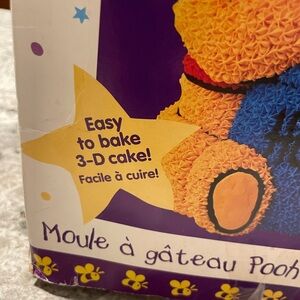 Easy
to bake
3-D cake!
Facile à cuire!
Moule à gâteau Pooh